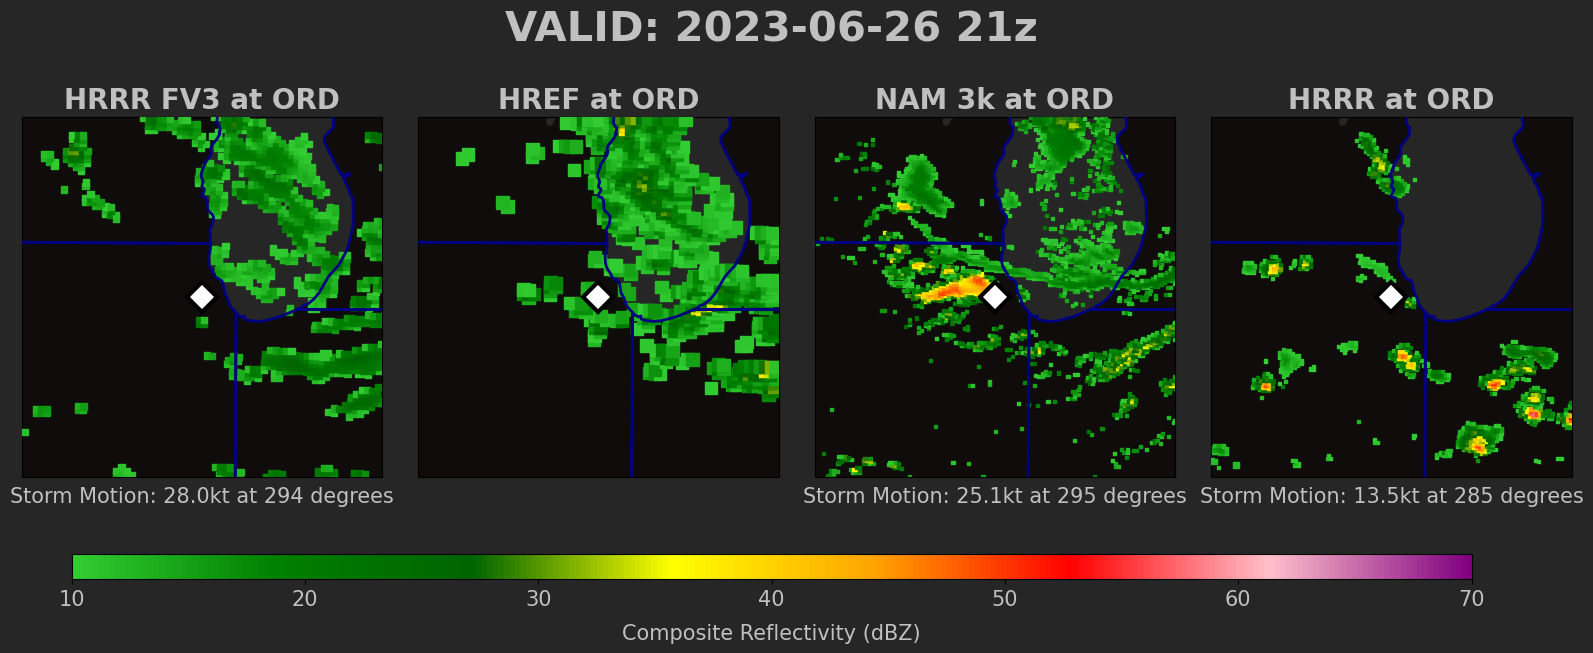 VALID: 2023-06-26 21z
HRRR FV3 at ORD
HREF at ORD
NAM 3k at ORD
HRRR at ORD
Storm Motion: 28.0kt at 294 degrees
Storm Motion: 25.1kt at 295 degrees
Storm Motion: 13.5kt at 285 degrees
10 20 30 40 50 60 70
Composite Reflectivity (dBZ)